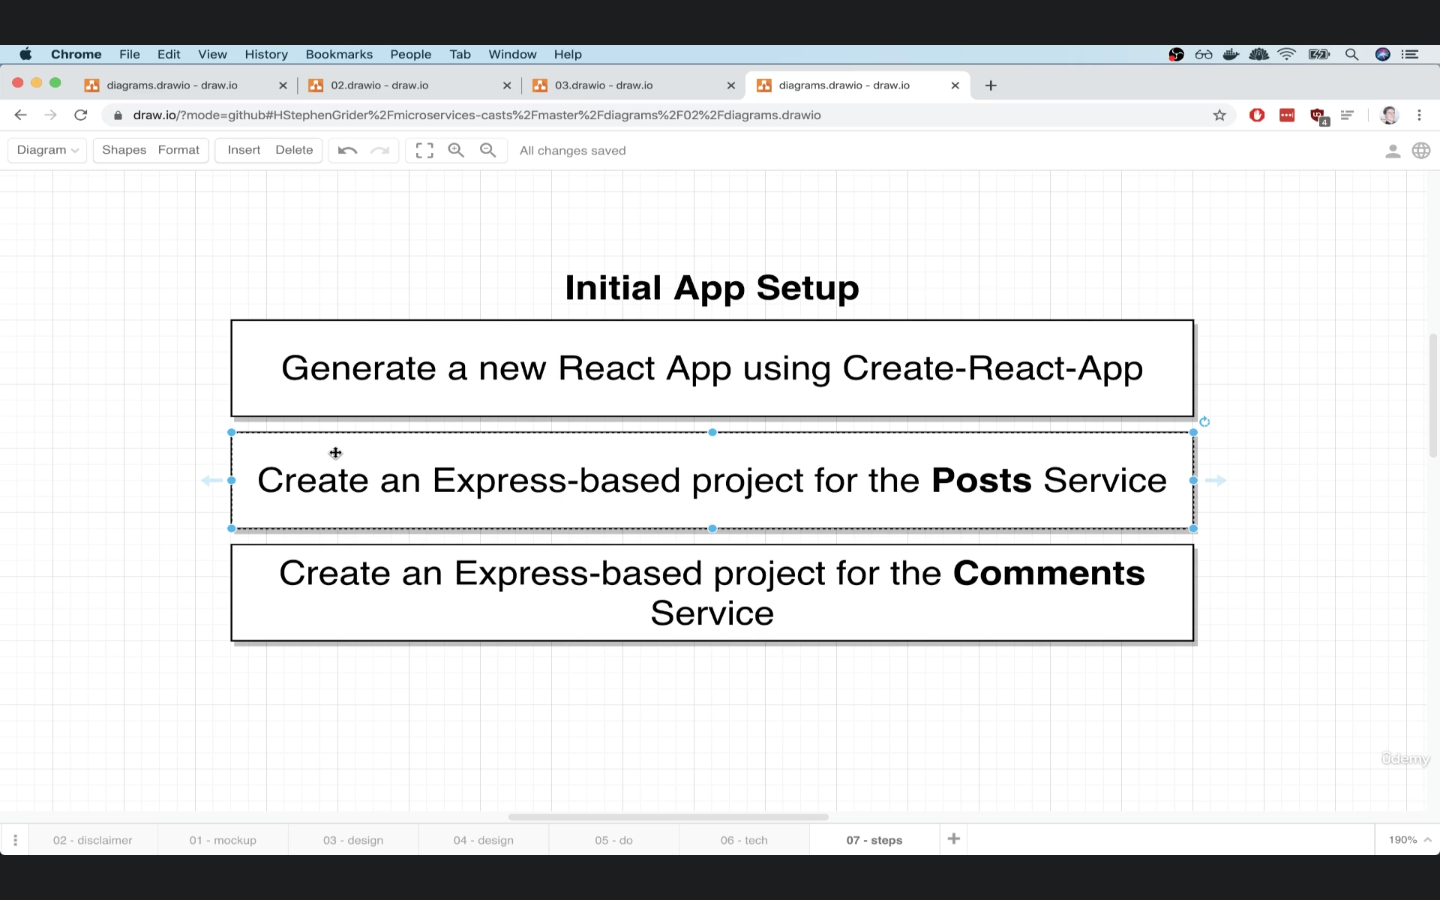 Chrome File Edit View History Bookmarks People Tab Window Help
diagrams.drawio - draw.io
02.drawio - draw.io
03.drawio - draw.io
diagrams.drawio - draw.io
draw.io/?mode=github#HStephenGrider%2Fmicroservices-casts%2Fmaster%2Fdiagrams%2F02%2Fdiagrams.drawio
4
Diagram Shapes Format Insert Delete All changes saved
Initial App Setup
Generate a new React App using Create-React-App
Create an Express-based project for the Posts Service
Create an Express-based project for the Comments
Service
ûdemy
02 - disclaimer 01 - mockup 03 - design 04 - design 05 - do 06 - tech 07 - steps 190%